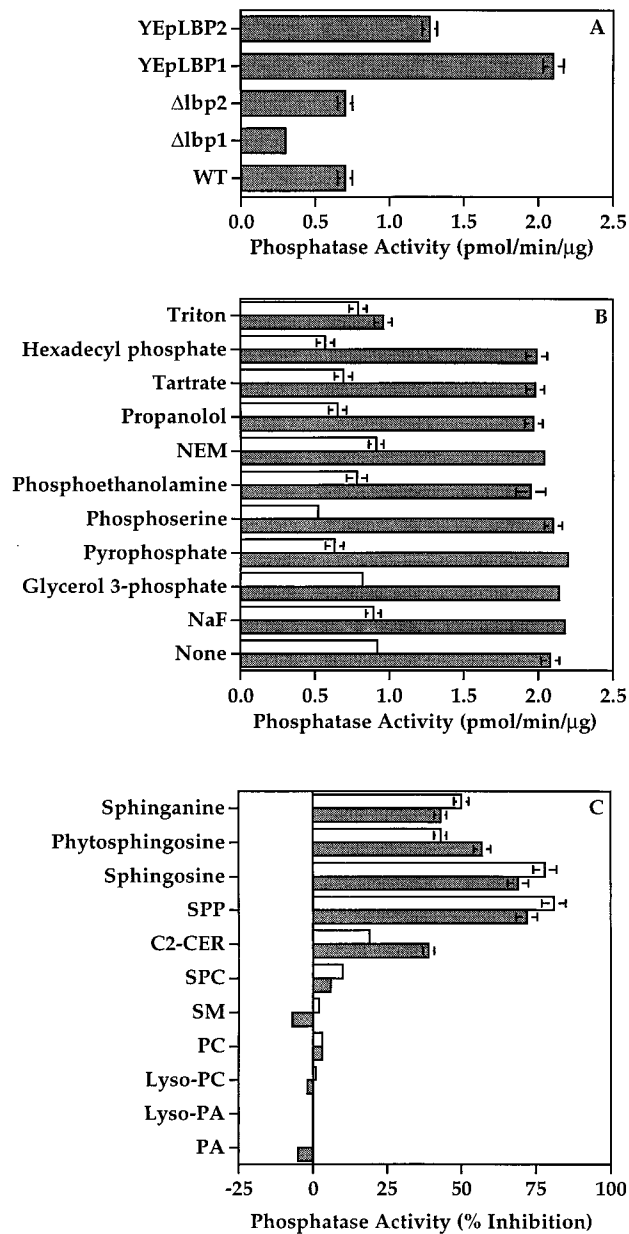 A
YEpLBP2
YEpLBP1
Δlbp2
Δlbp1
WT
0.0 0.5 1.0 1.5 2.0 2.5
Phosphatase Activity (pmol/min/μg)
B
Triton
Hexadecyl phosphate
Tartrate
Propanolol
NEM
Phosphoethanolamine
Phosphoserine
Pyrophosphate
Glycerol 3-phosphate
NaF
None
0.0 0.5 1.0 1.5 2.0 2.5
Phosphatase Activity (pmol/min/μg)
C
Sphinganine
Phytosphingosine
Sphingosine
SPP
C2-CER
SPC
SM
PC
Lyso-PC
Lyso-PA
PA
-25 0 25 50 75 100
Phosphatase Activity (% Inhibition)